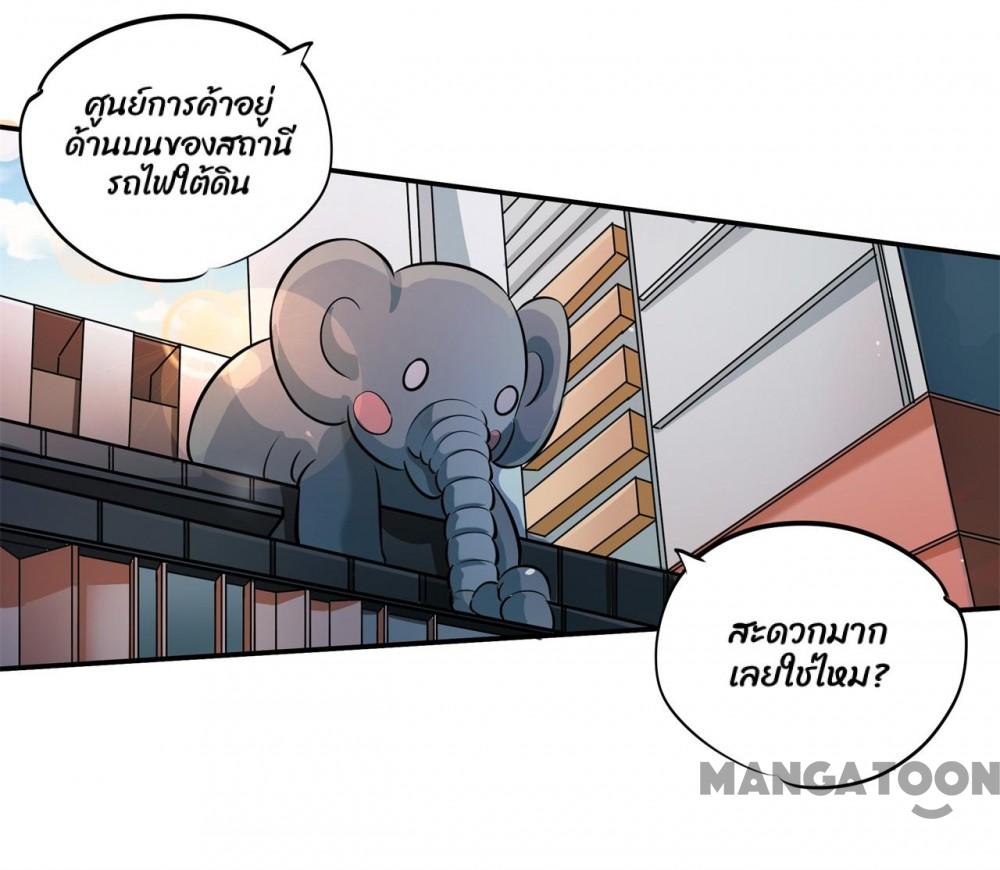 ศูนย์การค้าอยู่
ด้านบนของสถานี
รถไฟใต้ดิน
สะดวกมาก
เลยใช่ไหม?
MANGATOON